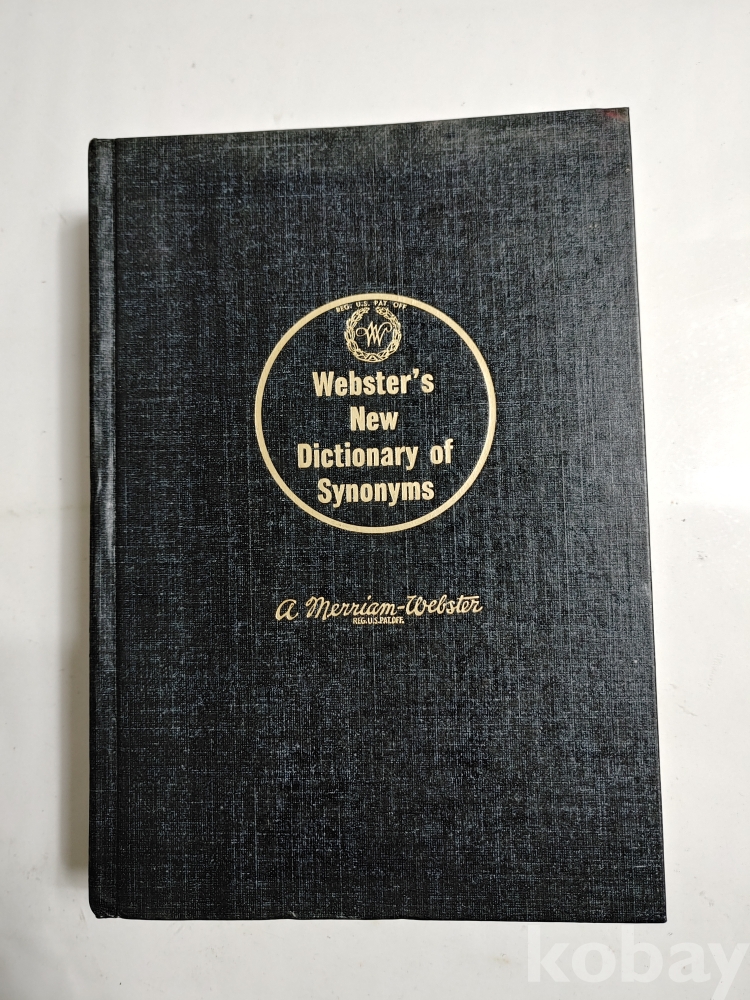 REG. U.S. PAT. OFF
W
Webster's
New
Dictionary of
Synonyms
A Merriam-Webster
REG.U.S.PAT.OFF.
kobay